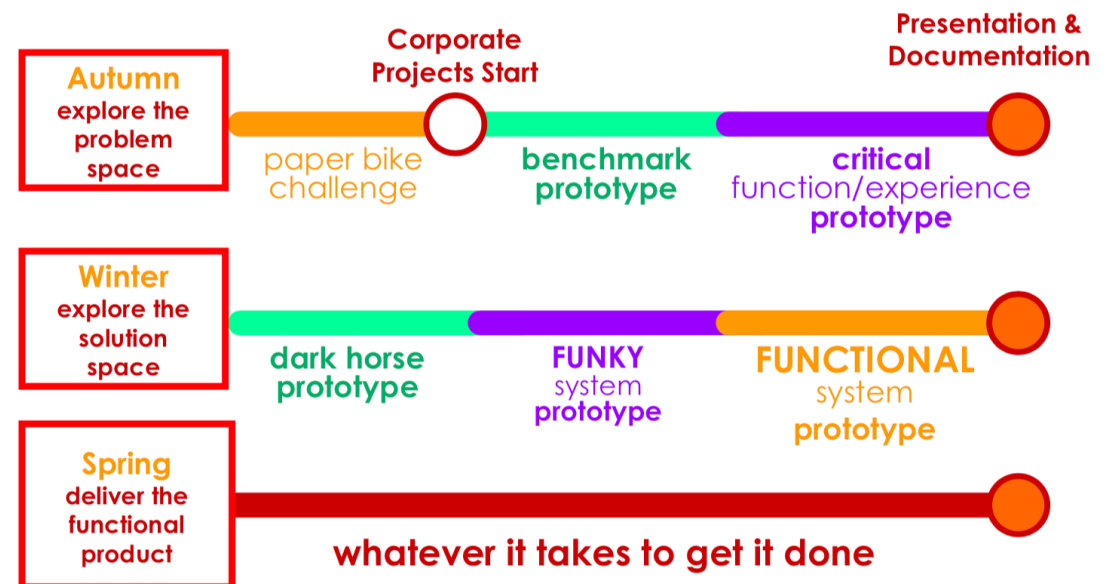 Corporate
Projects Start
Presentation &
Documentation
Autumn
explore the
problem
space
paper bike
challenge
benchmark
prototype
critical
function/experience
prototype
Winter
explore the
solution
space
dark horse
prototype
FUNKY
system
prototype
FUNCTIONAL
system
prototype
Spring
deliver the
functional
product
whatever it takes to get it done